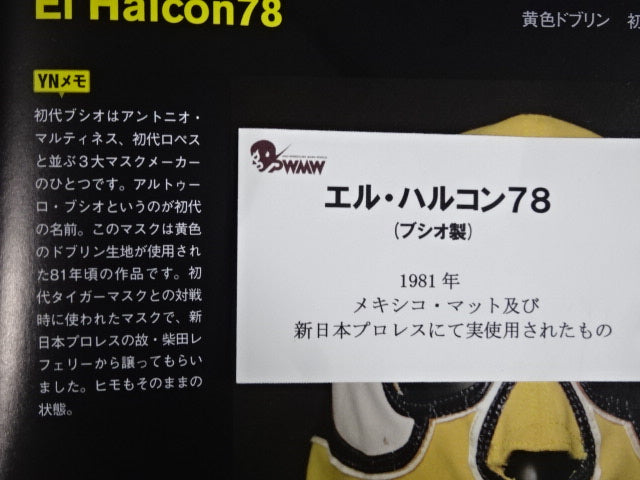 El Halcon78
黄色ドブリン 初
YNメモ
初代ブシオはアントニオ・
マルティネス、初代ロペス
と並ぶ3大マスクメーカー
のひとつです。アルトゥー
ロ・ブシオというのが初代
の名前。このマスクは黄色
のドブリン生地が使用され
た81年頃の作品です。初
代タイガーマスクとの対戦
時に使われたマスクで、新
日本プロレスの故・柴田レ
フェリーから譲ってもらい
ました。ヒモもそのままの
状態。
PWMW
エル・ハルコン78
(ブシオ製)
1981年
メキシコ・マット及び
新日本プロレスにて実使用されたもの